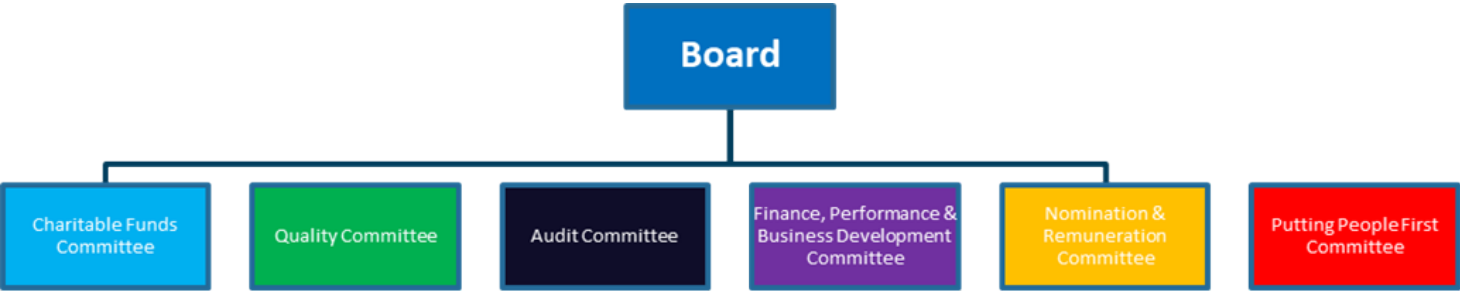 Board
Charitable Funds
Committee
Quality Committee
Audit Committee
Finance, Performance &
Business Development
Committee
Nomination &
Remuneration
Committee
Putting People First
Committee